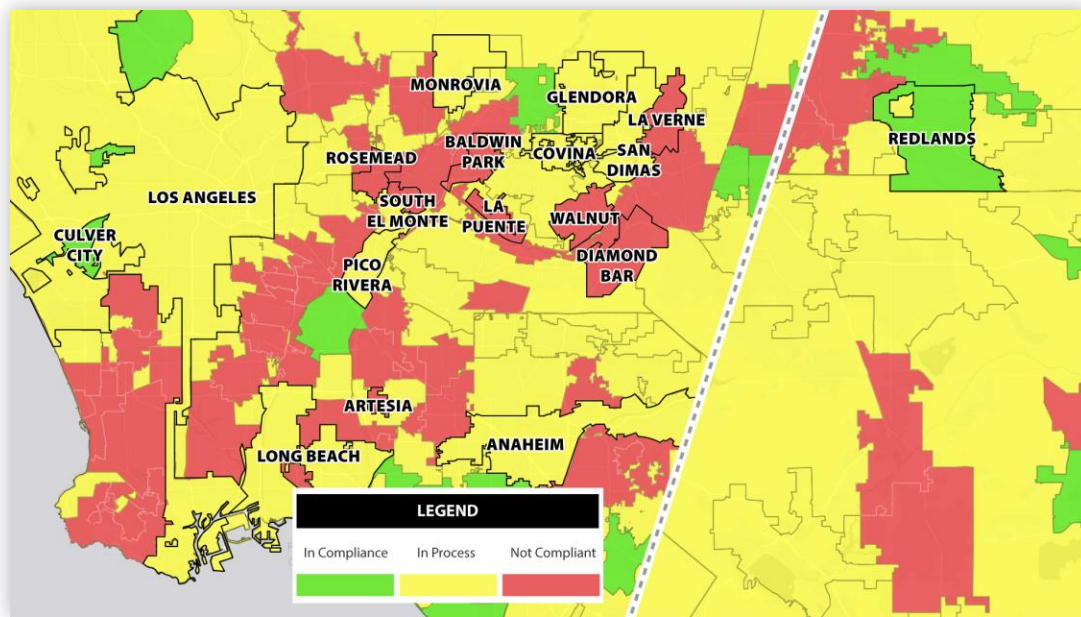 MONROVIA
GLENDORA
LA VERNE
REDLANDS
BALDWIN
PARK
COVINA
SAN
DIMAS
ROSEMEAD
LOS ANGELES
SOUTH
EL MONTE
LA
PUENTE
WALNUT
CULVER
CITY
DIAMOND
BAR
PICO
RIVERA
ARTESIA
ANAHEIM
LONG BEACH
LEGEND
In Compliance
In Process
Not Compliant